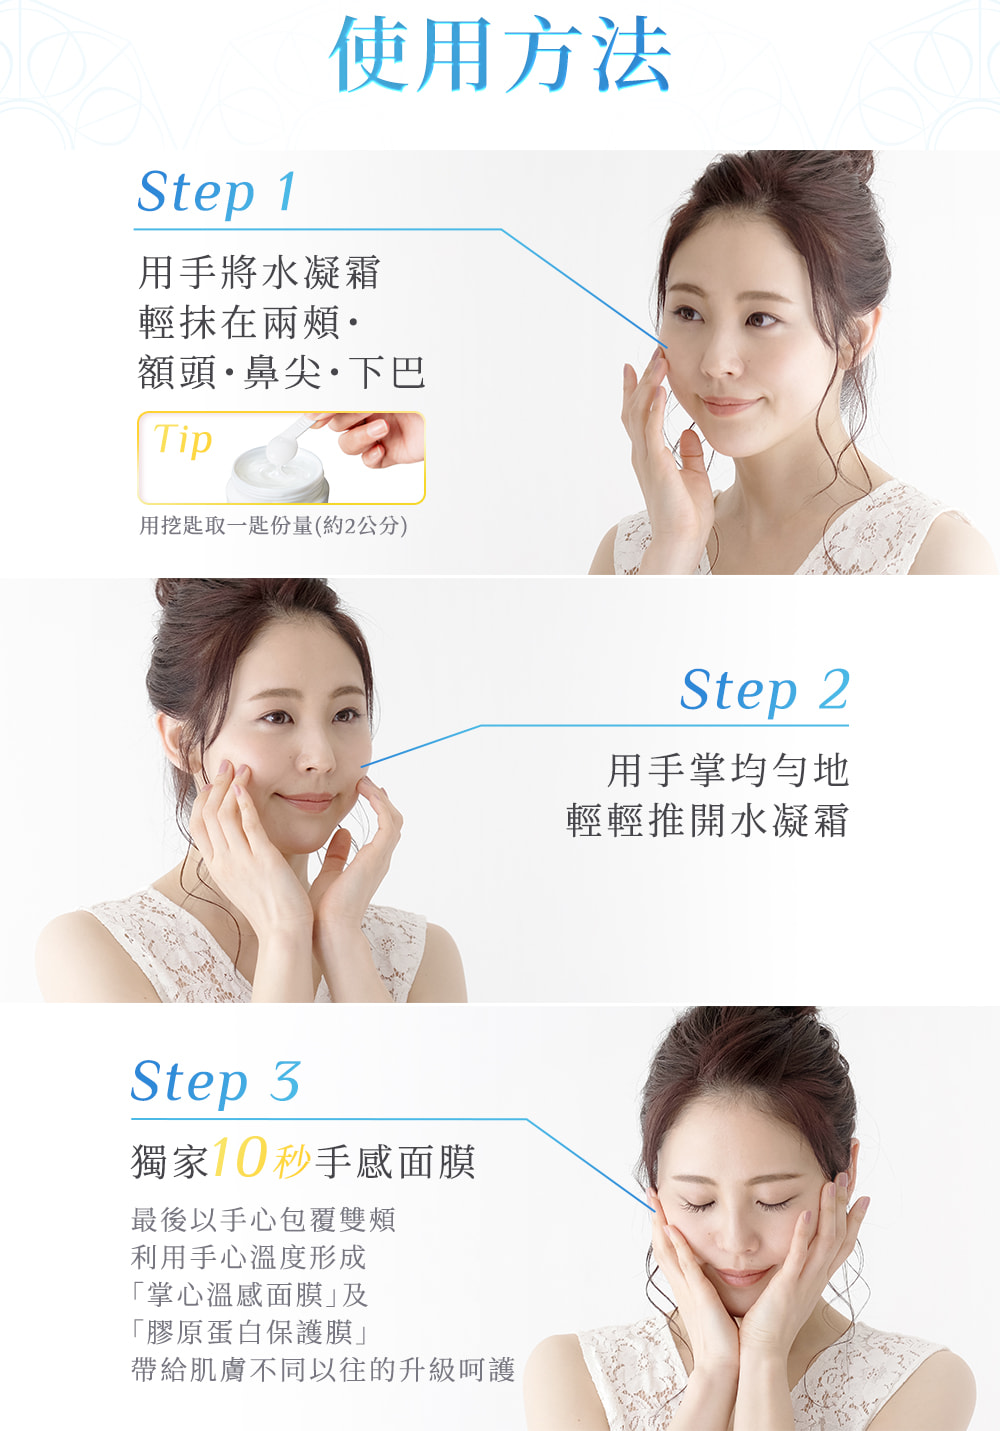 使用方法
Step 1
用手將水凝霜
輕抹在兩頰·
額頭·鼻尖·下巴
Tip
用挖匙取一匙份量(約2公分)
Step 2
用手掌均勻地
輕輕推開水凝霜
Step 3
獨家10秒手感面膜
最後以手心包覆雙頰
利用手心溫度形成
「掌心溫感面膜」及
「膠原蛋白保護膜」
帶給肌膚不同以往的升級呵護